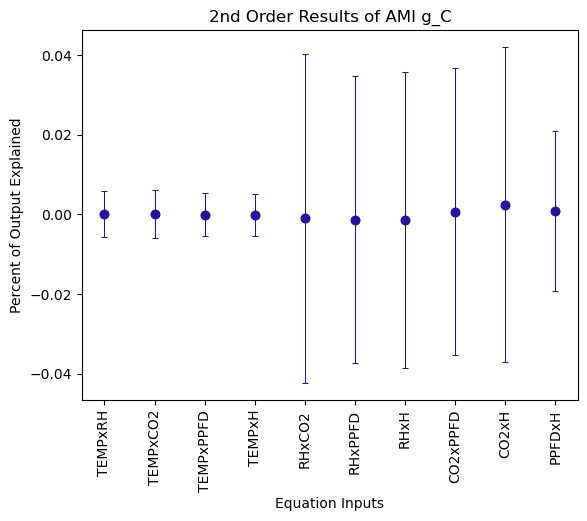 2nd Order Results of AMI g_C
Percent of Output Explained
0.04
0.02
0.00
−0.02
−0.04
TEMPxRH
TEMPxCO2
TEMPxPPFD
TEMPxH
RHxCO2
RHxPPFD
RHxH
CO2xPPFD
CO2xH
PPFDxH
Equation Inputs